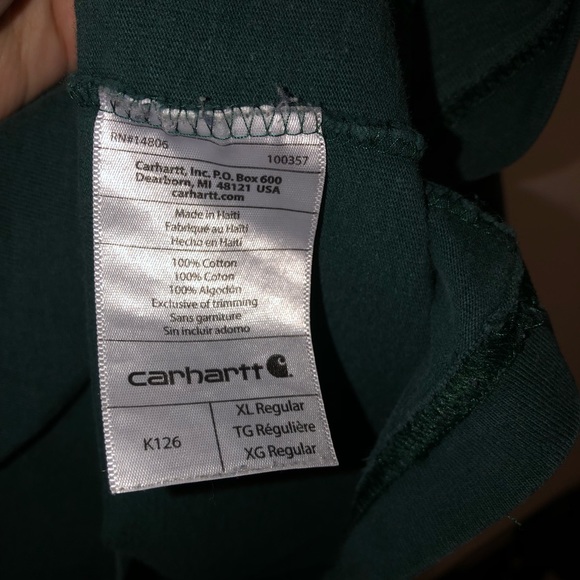 RN#14806
100357
Carhartt, Inc. P.O. Box 600
Dearborn, MI 48121 USA
carhartt.com
Made in Haiti
Fabriqué au Haïti
Hecho en Haití
100% Cotton
100% Coton
100% Algodón
Exclusive of trimming
Sans garniture
Sin incluir adorno
carhartt
K126
XL Regular
TG Régulière
XG Regular